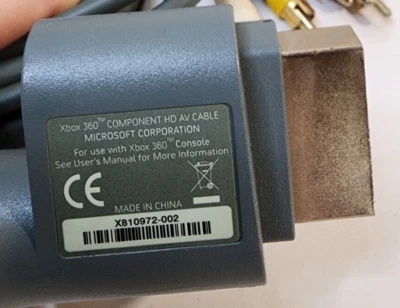 Xbox 360™ COMPONENT HD AV CABLE
MICROSOFT CORPORATION
For use with Xbox 360™ Console
See User's Manual for More Information
CE
MADE IN CHINA
X810972-002